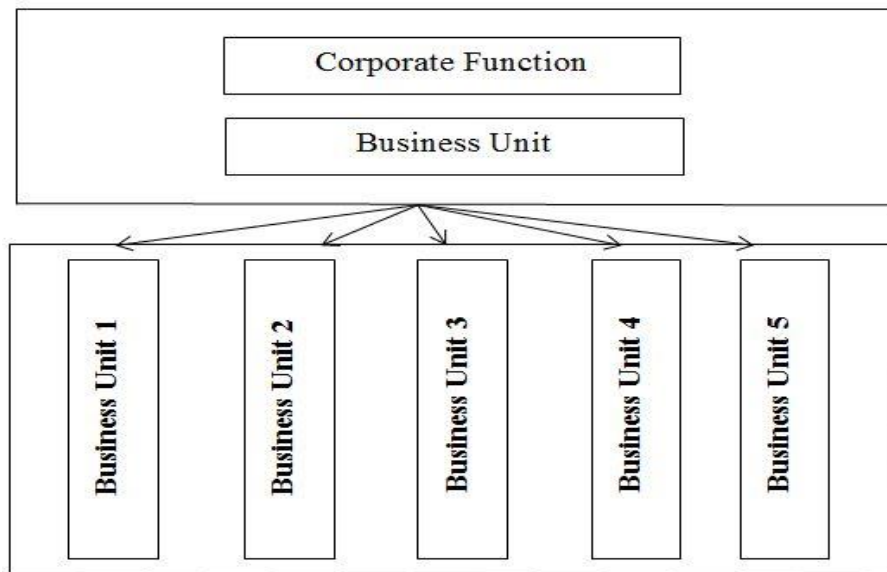 Corporate Function
Business Unit
Business Unit 1
Business Unit 2
Business Unit 3
Business Unit 4
Business Unit 5